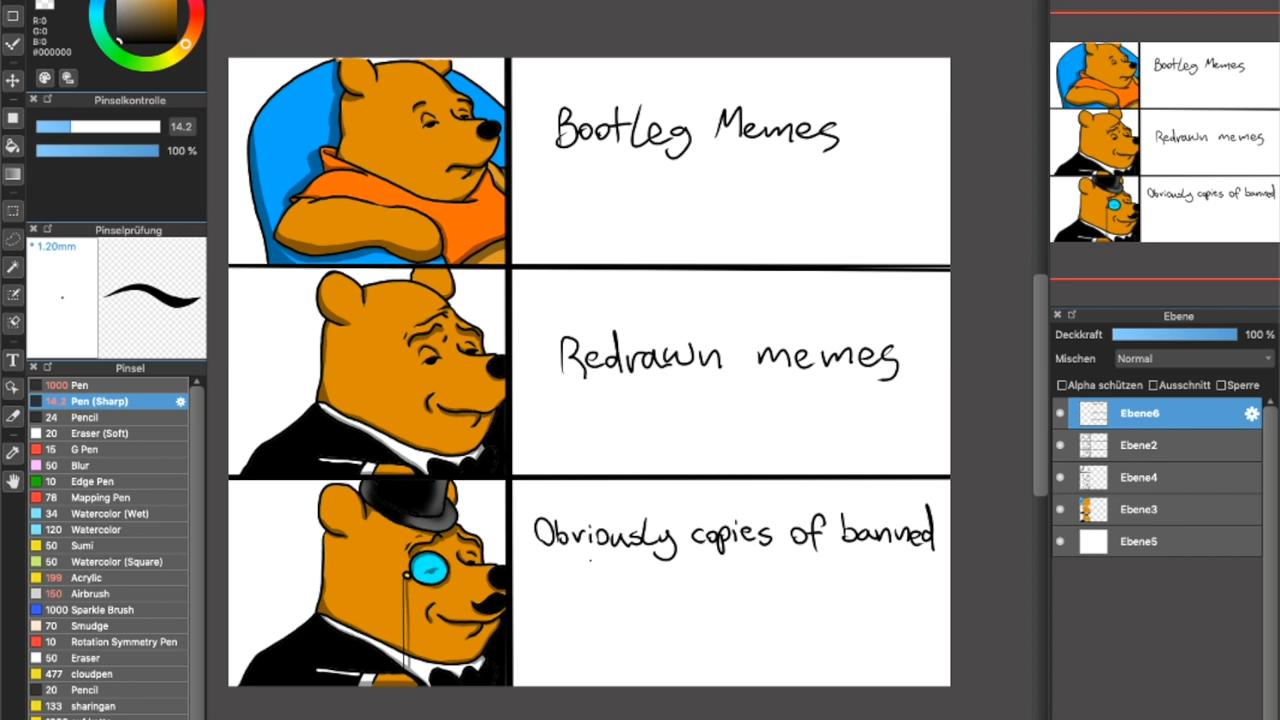 R:0
G:0
B:0
#000000
Pinselkontrolle
14.2
100 %
Pinselprüfung
* 1.20mm
Pinsel
1000 Pen
14.2 Pen (Sharp)
24 Pencil
20 Eraser (Soft)
15 G Pen
50 Blur
10 Edge Pen
78 Mapping Pen
34 Watercolor (Wet)
120 Watercolor
50 Sumi
50 Watercolor (Square)
199 Acrylic
150 Airbrush
1000 Sparkle Brush
70 Smudge
10 Rotation Symmetry Pen
50 Eraser
477 cloudpen
20 Pencil
133 sharingan
Bootleg Memes
Redrawn memes
Obviously copies of banned
Bootleg Memes
Redrawn memes
Obviously copies of banned
Ebene
Deckkraft 100 %
Mischen Normal
Alpha schützen Ausschnitt Sperre
Ebene6
Ebene2
Ebene4
Ebene3
Ebene5